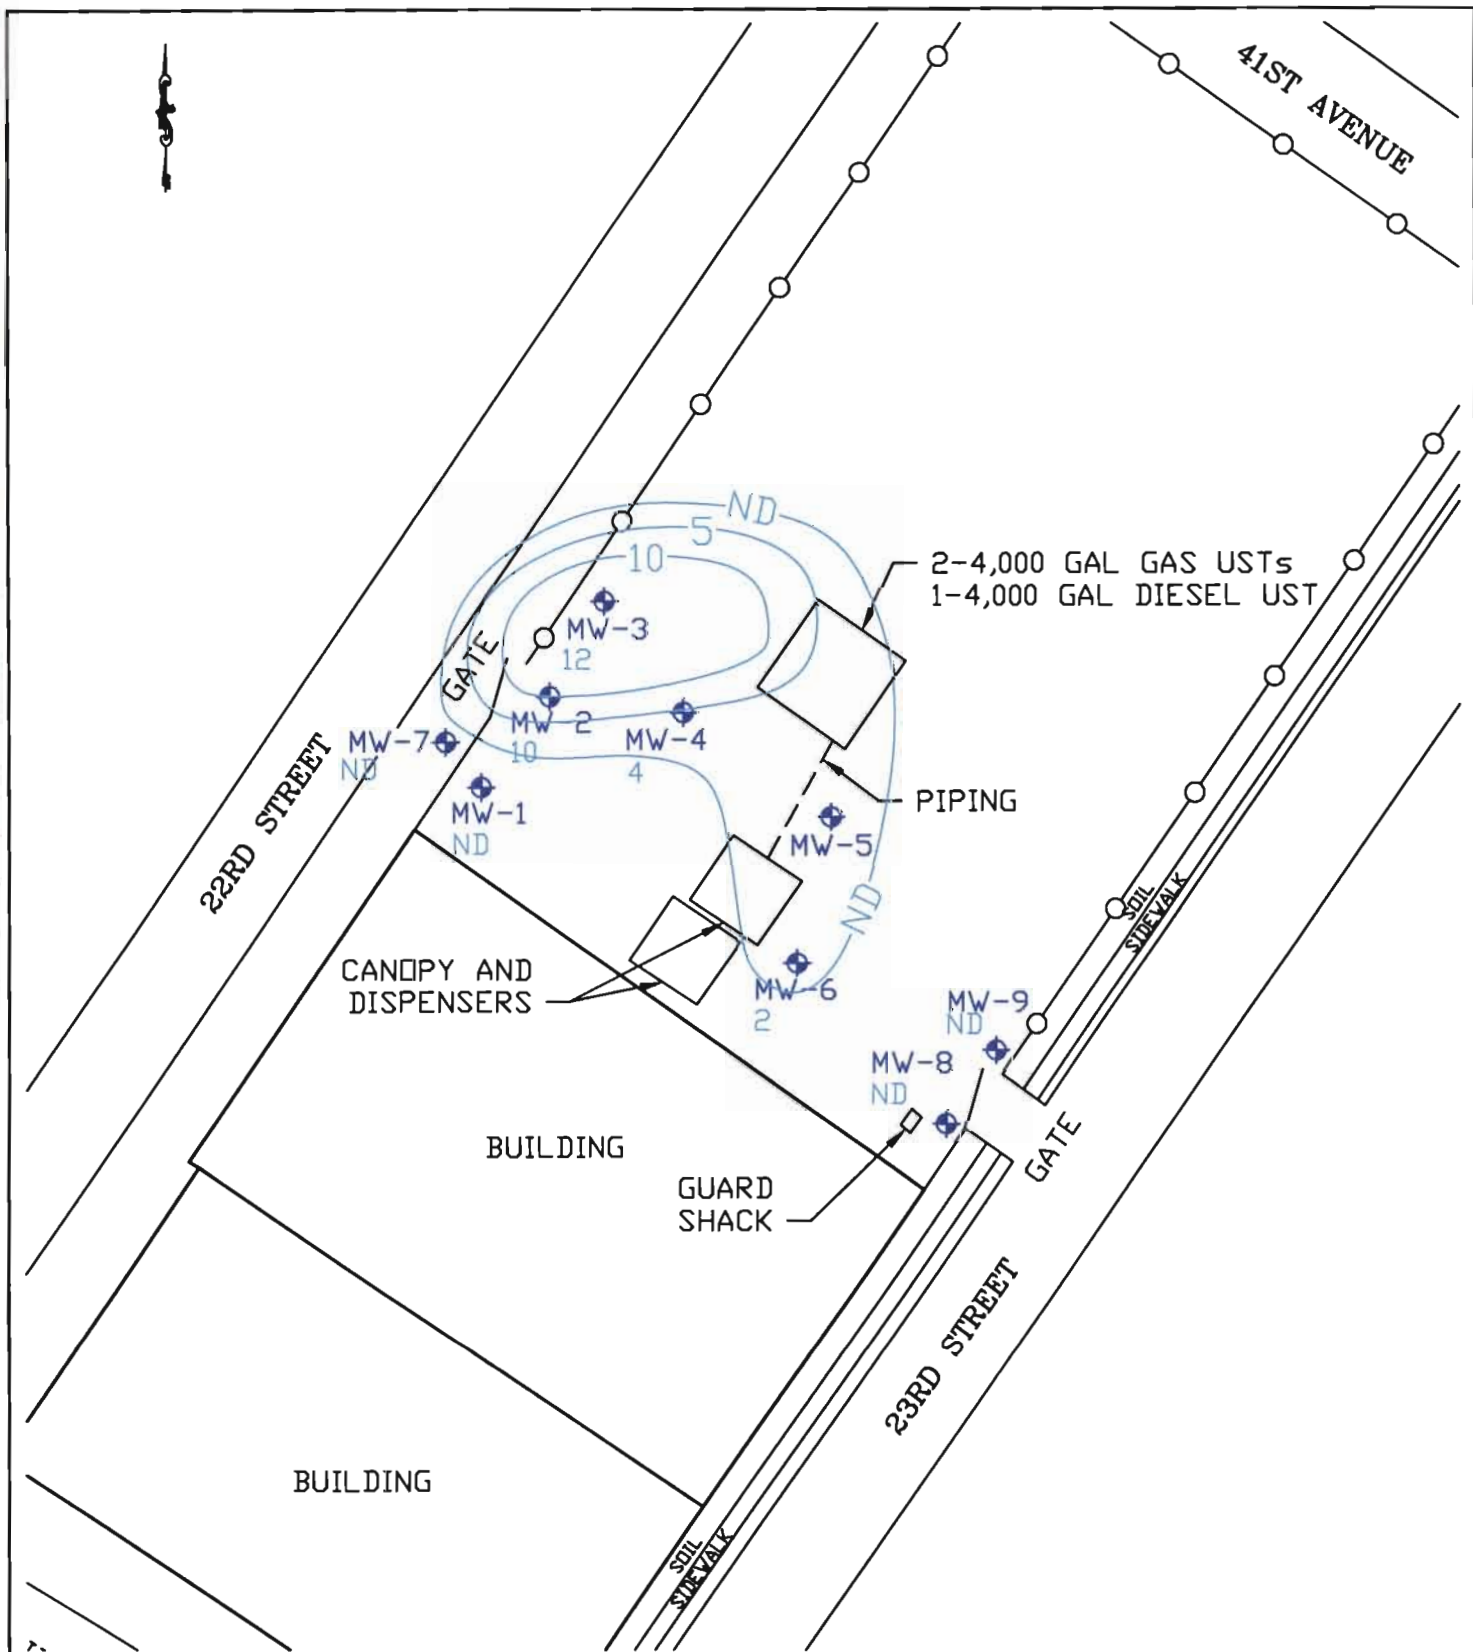 41ST AVENUE
ND
5
10
2-4,000 GAL GAS USTs
1-4,000 GAL DIESEL UST
MW-3
12
GATE
MW-2
10
MW-4
4
MW-7
ND
22RD STREET
PIPING
MW-1
ND
MW-5
ND
SOIL
SIDEWALK
CANOPY AND
DISPENSERS
MW-6
2
MW-9
ND
MW-8
ND
GATE
BUILDING
GUARD
SHACK
23RD STREET
BUILDING
SOIL
SIDEWALK